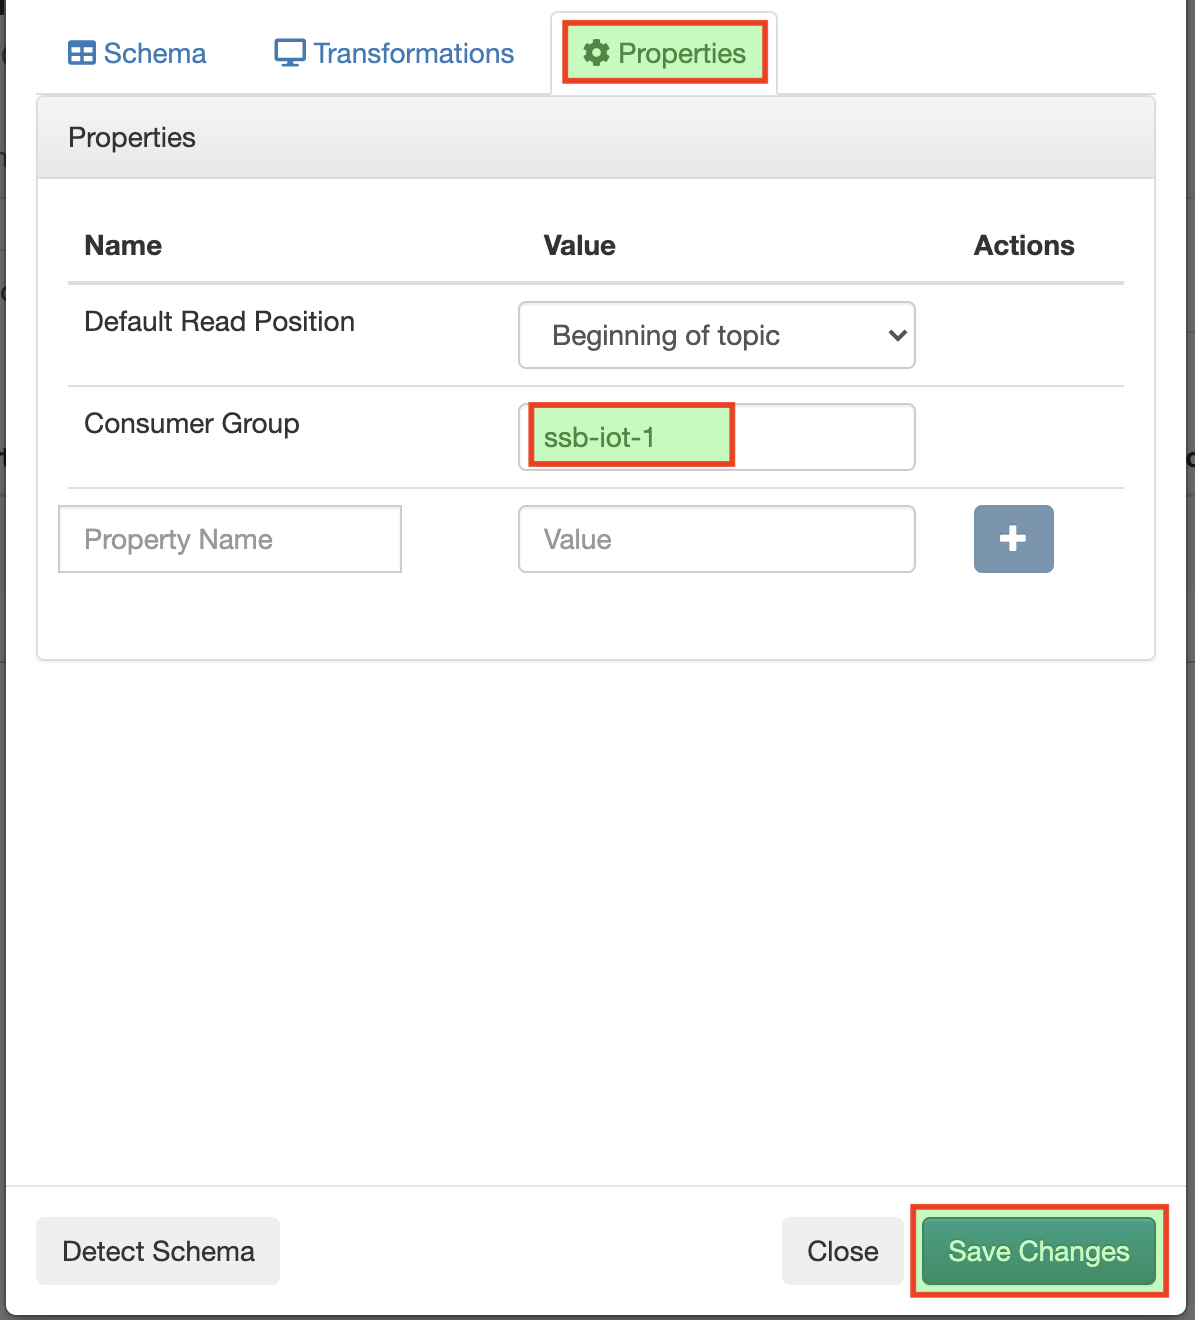 Schema Transformations Properties
Properties
Name Value Actions
Default Read Position Beginning of topic
Consumer Group ssb-iot-1
Property Name Value
Detect Schema Close Save Changes